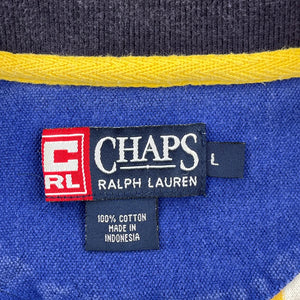 C
RL
CHAPS
RALPH LAUREN
L
100% COTTON
MADE IN
INDONESIA